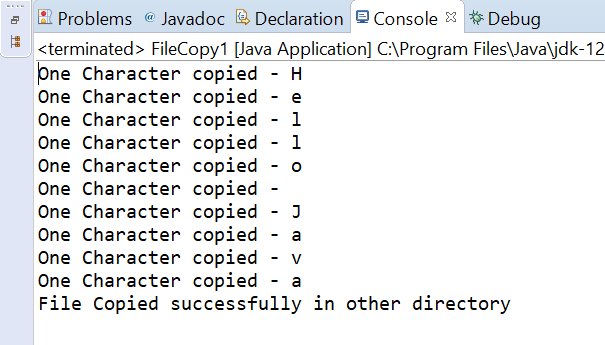 Problems @ Javadoc Declaration Console Debug
<terminated> FileCopy1 [Java Application] C:\Program Files\Java\jdk-12
One Character copied - H
One Character copied - e
One Character copied - l
One Character copied - l
One Character copied - o
One Character copied -
One Character copied - J
One Character copied - a
One Character copied - v
One Character copied - a
File Copied successfully in other directory